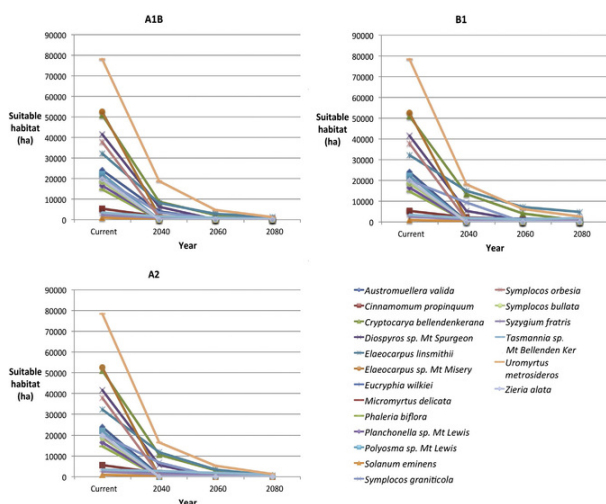 A1B
90000
80000
70000
60000
Suitable 50000
habitat
(ha) 40000
30000
20000
10000
0
Current 2040 2060 2080
Year
B1
90000
80000
70000
60000
Suitable 50000
habitat
(ha) 40000
30000
20000
10000
0
Current 2040 2060 2080
Year
A2
90000
80000
70000
60000
Suitable 50000
habitat
(ha) 40000
30000
20000
10000
0
Current 2040 2060 2080
Year
Austromuellera valida
Cinnamomum propinquum
Cryptocarya bellendenkerana
Diospyros sp. Mt Spurgeon
Elaeocarpus linsmithii
Elaeocarpus sp. Mt Misery
Eucryphia wilkiei
Micromyrtus delicata
Phaleria biflora
Planchonella sp. Mt Lewis
Polyosma sp. Mt Lewis
Solanum eminens
Symplocos graniticola
Symplocos orbesia
Symplocos bullata
Syzygium fratris
Tasmannia sp.
Mt Bellenden Ker
Uromyrtus
metrosideros
Zieria alata